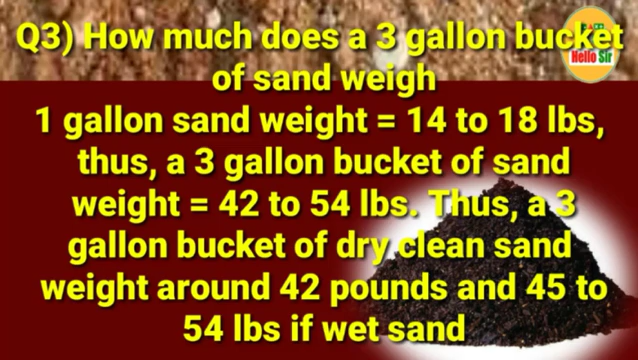 Q3) How much does a 3 gallon bucket
Hello Sir
of sand weigh
1 gallon sand weight = 14 to 18 lbs,
thus, a 3 gallon bucket of sand
weight = 42 to 54 lbs. Thus, a 3
gallon bucket of dry clean sand
weight around 42 pounds and 45 to
54 lbs if wet sand